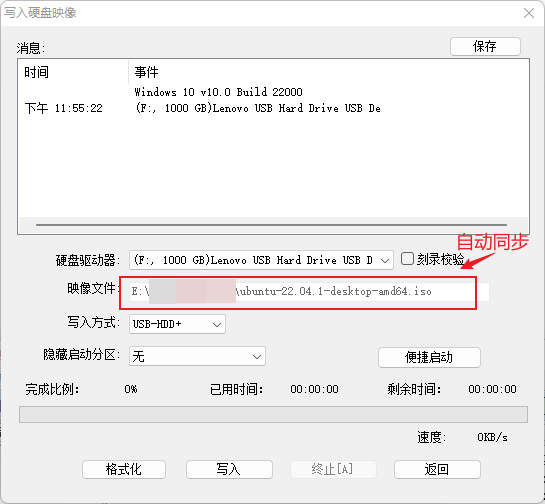 写入硬盘映像
消息:
保存
时间 事件
Windows 10 v10.0 Build 22000
下午 11:55:22 (F:, 1000 GB)Lenovo USB Hard Drive USB De
自动同步
硬盘驱动器: (F:, 1000 GB)Lenovo USB Hard Drive USB D 刻录校验
映像文件: E:\ \ubuntu-22.04.1-desktop-amd64.iso
写入方式: USB-HDD+
隐藏启动分区: 无 便捷启动
完成比例: 0% 已用时间: 00:00:00 剩余时间: 00:00:00
速度: 0KB/s
格式化 写入 终止[A] 返回